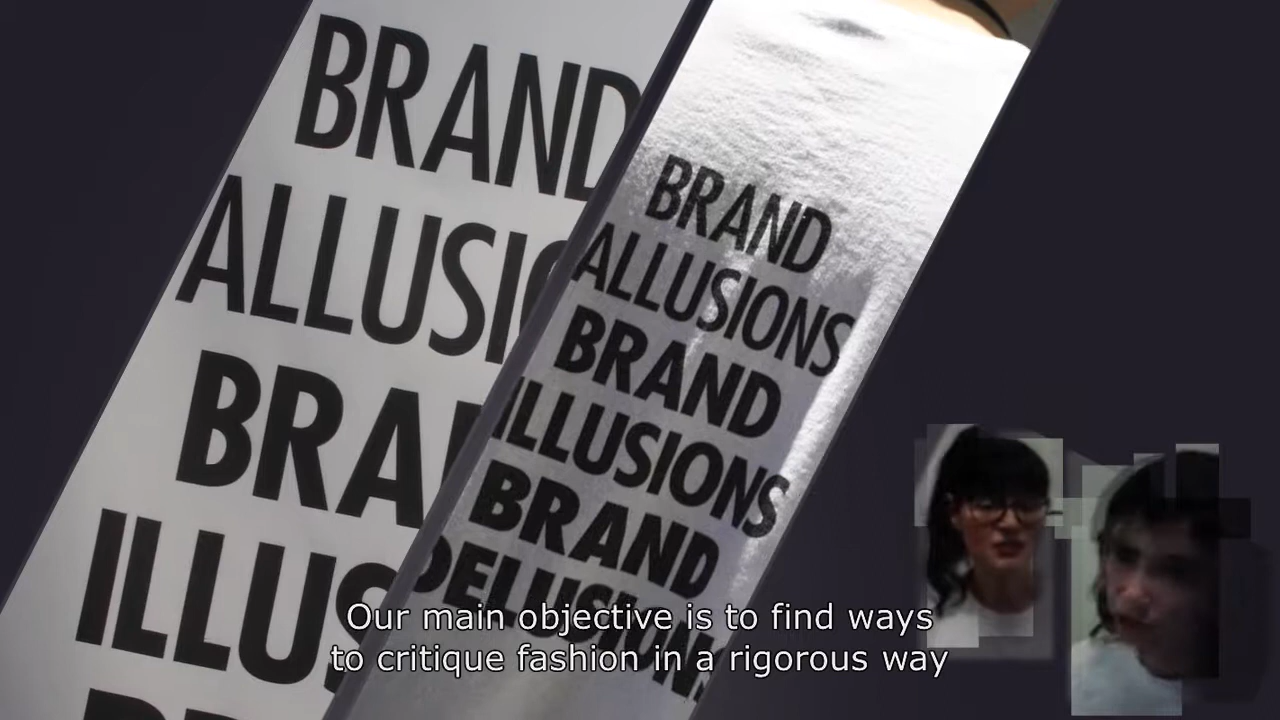 BRAND
ALLUSIO
BRA
ILLUS
BRAND
ALLUSIONS
BRAND
ILLUSIONS
BRAND
DELUSIONS
Our main objective is to find ways
to critique fashion in a rigorous way